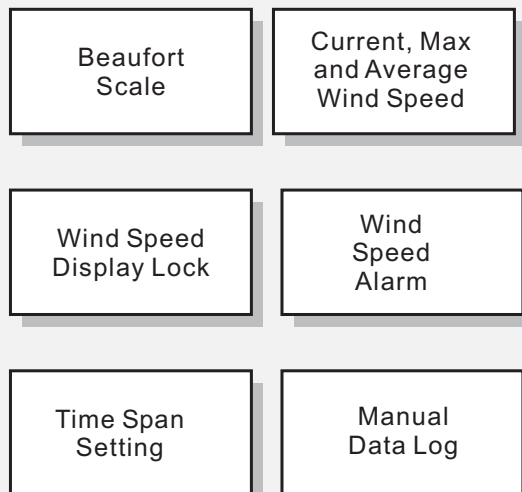 Beaufort
Scale
Current, Max
and Average
Wind Speed
Wind Speed
Display Lock
Wind
Speed
Alarm
Time Span
Setting
Manual
Data Log